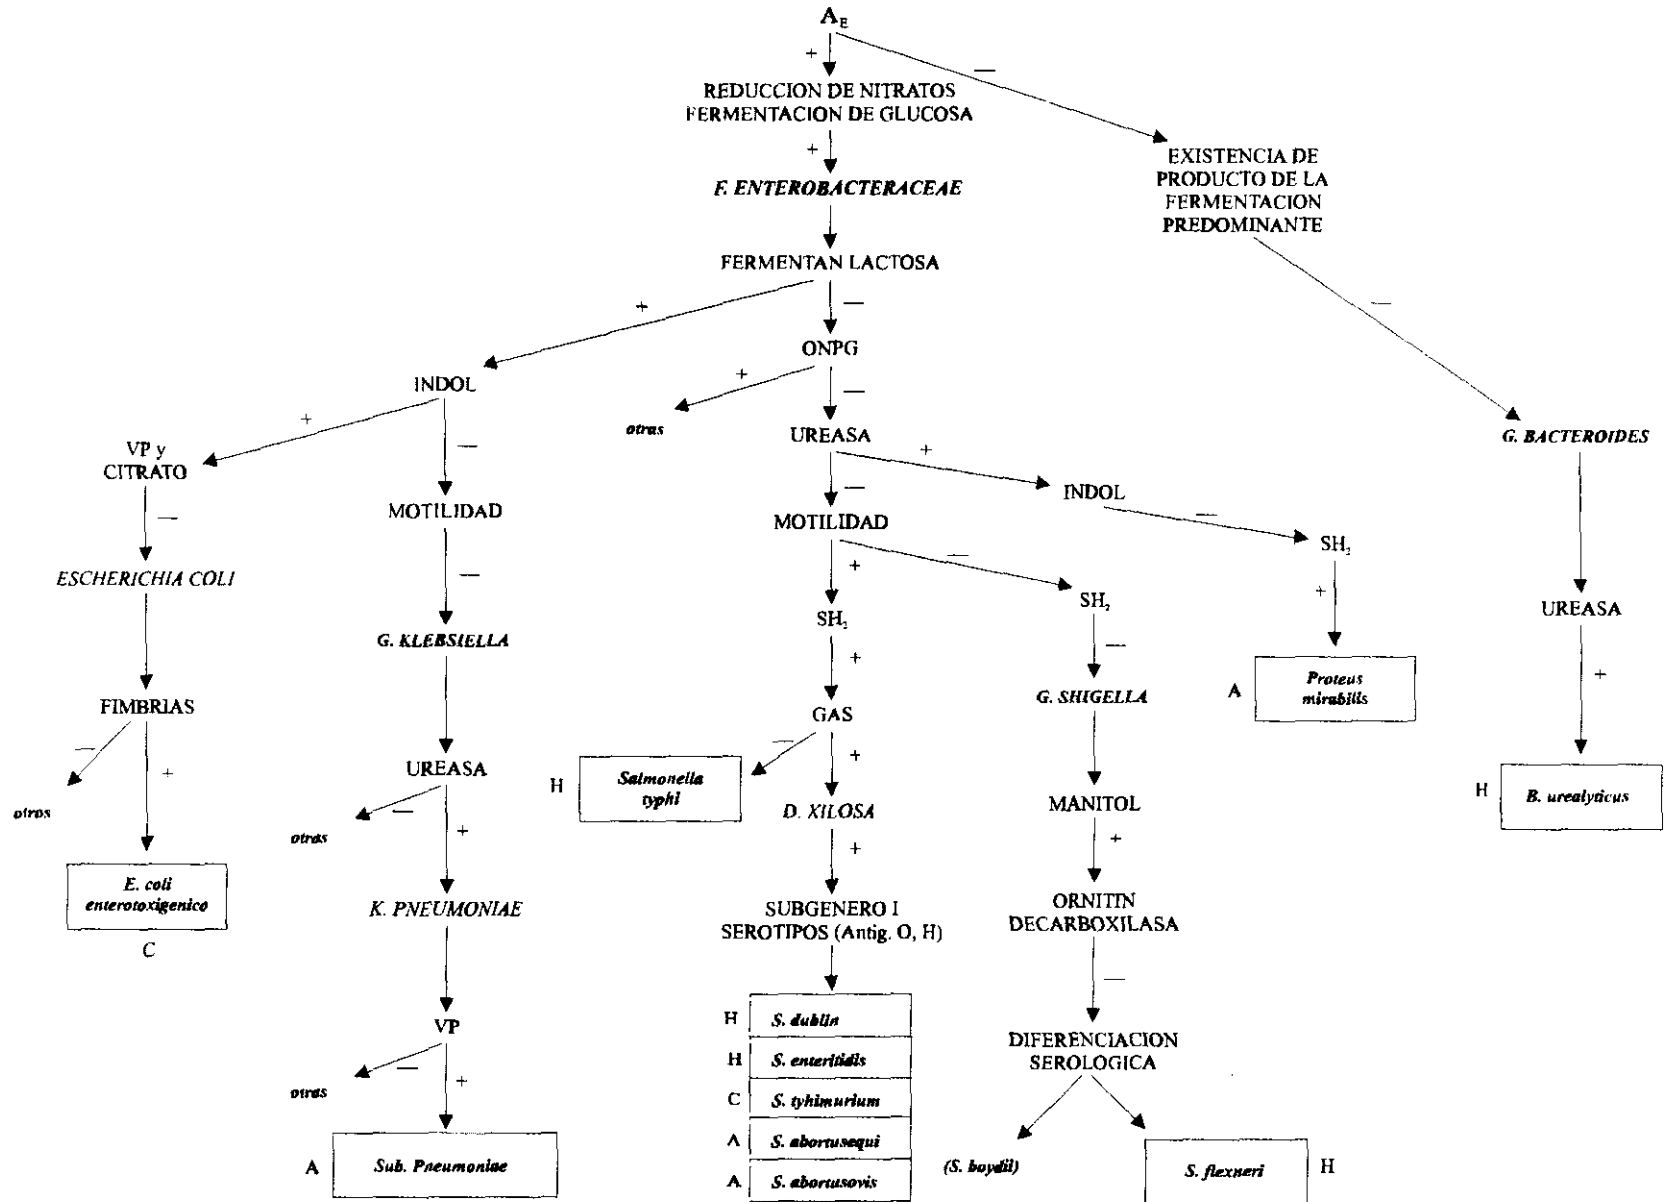 A_E
+
—
REDUCCION DE NITRATOS
FERMENTACION DE GLUCOSA
+
F. ENTEROBACTERACEAE
EXISTENCIA DE
PRODUCTO DE LA
FERMENTACION
PREDOMINANTE
—
FERMENTAN LACTOSA
+
—
INDOL
ONPG
+
—
+
—
VP y
CITRATO
otras
UREASA
G. BACTEROIDES
—
+
—
MOTILIDAD
MOTILIDAD
INDOL
—
ESCHERICHIA COLI
—
+
—
SH₂
+
G. KLEBSIELLA
SH₂
SH₂
UREASA
+
—
+
FIMBRIAS
—
+
GAS
G. SHIGELLA
A
Proteus
mirabilis
—
+
otros
UREASA
—
+
H
Salmonella
typhi
D. XILOSA
MANITOL
H
B. urealyticus
—
+
otras
+
+
E. coli
enterotoxigenico
C
K. PNEUMONIAE
SUBGENERO I
SEROTIPOS (Antig. O, H)
ORNITIN
DECARBOXILASA
—
VP
H
S. dublin
DIFERENCIACION
SEROLOGICA
—
+
otras
H
S. enteritidis
C
S. tyhimurium
A
S. abortusequi
A
S. abortusovis
A
Sub. Pneumoniae
(S. boydii)
S. flexneri
H